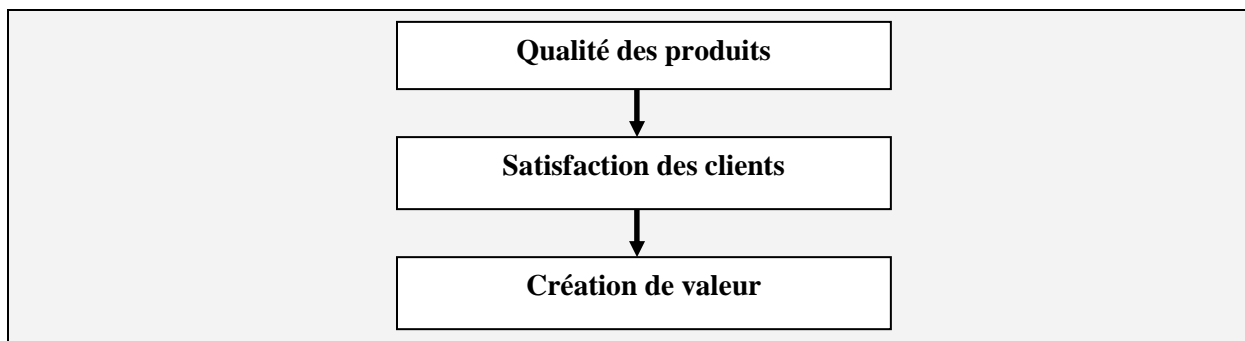 Qualité des produits
Satisfaction des clients
Création de valeur